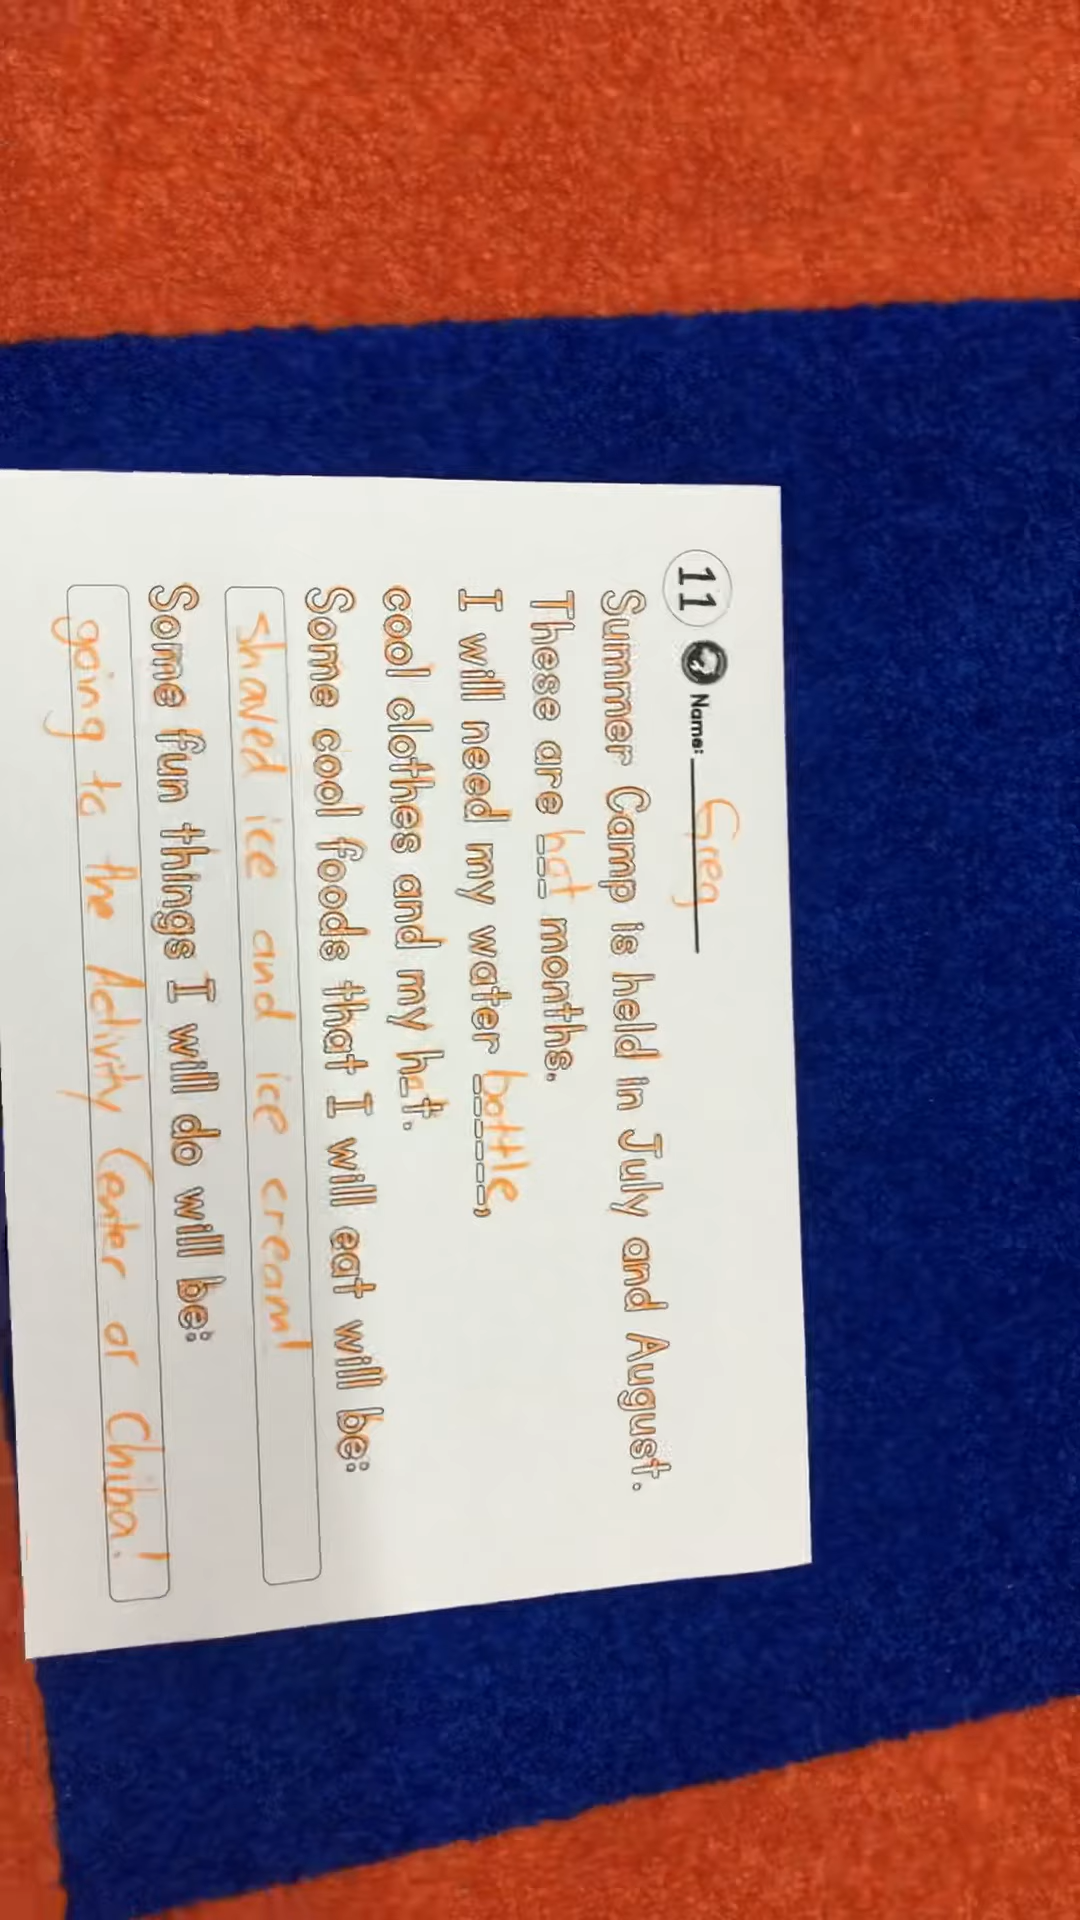 11 Name: Greg
Summer Camp is held in July and August.
These are hot months.
I will need my water bottle,
cool clothes and my hat.
Some cool foods that I will eat will be:
shaved ice and ice cream!
Some fun things I will do will be:
going to the Activity Center or Chiba!